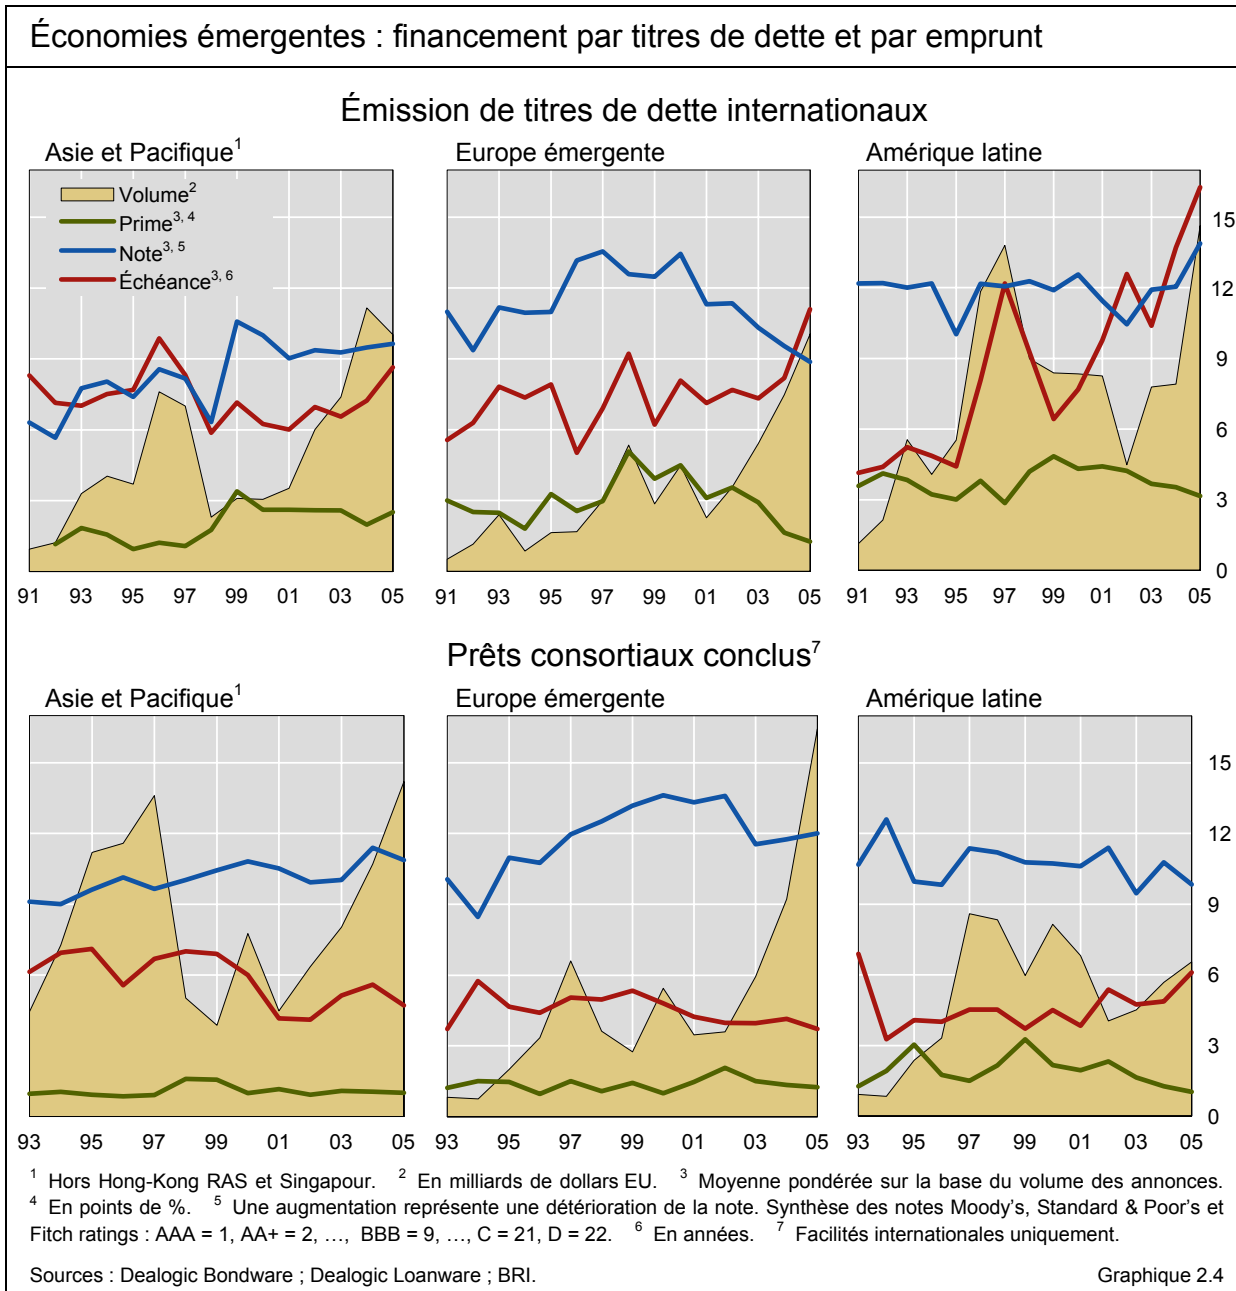 Économies émergentes : financement par titres de dette et par emprunt
Émission de titres de dette internationaux
Asie et Pacifique¹
Europe émergente
Amérique latine
Volume²
Prime³, ⁴
Note³, ⁵
Échéance³, ⁶
15
12
9
6
3
0
91 93 95 97 99 01 03 05
91 93 95 97 99 01 03 05
91 93 95 97 99 01 03 05
Prêts consortiaux conclus⁷
Asie et Pacifique¹
Europe émergente
Amérique latine
15
12
9
6
3
0
93 95 97 99 01 03 05
93 95 97 99 01 03 05
93 95 97 99 01 03 05
¹ Hors Hong-Kong RAS et Singapour. ² En milliards de dollars EU. ³ Moyenne pondérée sur la base du volume des annonces.
⁴ En points de %. ⁵ Une augmentation représente une détérioration de la note. Synthèse des notes Moody's, Standard & Poor's et
Fitch ratings : AAA = 1, AA+ = 2, …, BBB = 9, …, C = 21, D = 22. ⁶ En années. ⁷ Facilités internationales uniquement.
Sources : Dealogic Bondware ; Dealogic Loanware ; BRI.
Graphique 2.4